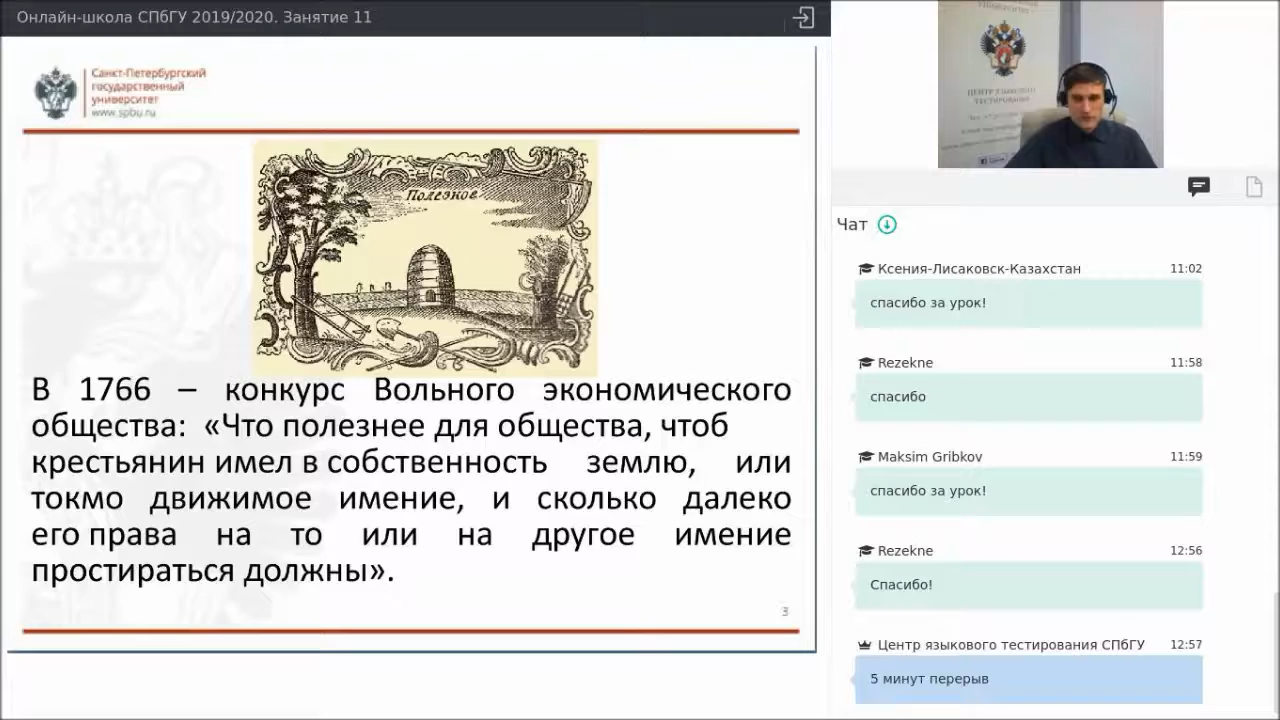 Онлайн-школа СПбГУ 2019/2020. Занятие 11
Санкт-Петербургский
государственный
университет
www.spbu.ru
Полезное
В 1766 – конкурс Вольного экономического
общества: «Что полезнее для общества, чтоб
крестьянин имел в собственность землю, или
токмо движимое имение, и сколько далеко
его права на то или на другое имение
простираться должны».
3
ЦЕНТР ЯЗЫКОВОГО
ТЕСТИРОВАНИЯ
Чат
Ксения-Лисаковск-Казахстан 11:02
спасибо за урок!
Rezekne 11:58
спасибо
Maksim Gribkov 11:59
спасибо за урок!
Rezekne 12:56
Спасибо!
Центр языкового тестирования СПбГУ 12:57
5 минут перерыв